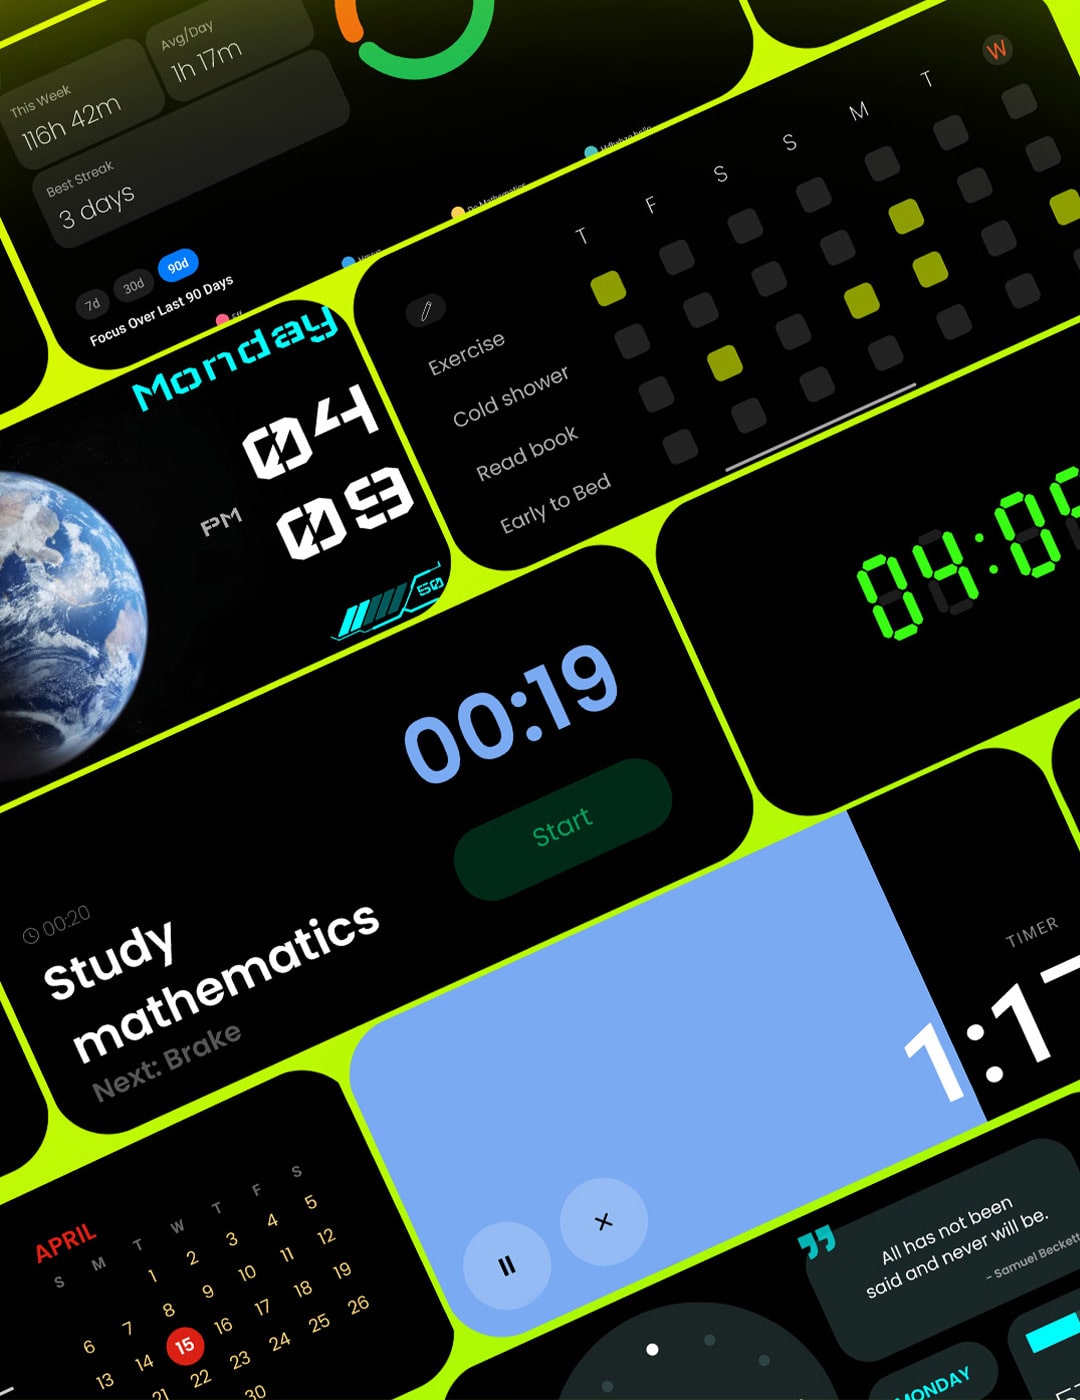 This Week
116h 42m
Avg/Day
1h 17m
Best Streak
3 days
7d 30d 90d
Focus Over Last 90 Days
Do Mathematics
T F S S M T W
Exercise
Cold shower
Read book
Early to Bed
Monday
04
PM 09
50
04:0
00:19
Start
00:20
Study
mathematics
Next: Brake
TIMER
1:1
APRIL
S M T W T F S
1 2 3 4 5
6 7 8 9 10 11 12
13 14 15 16 17 18 19
21 22 23 24 25 26
30
All has not been
said and never will be.
- Samuel Beckett
MONDAY